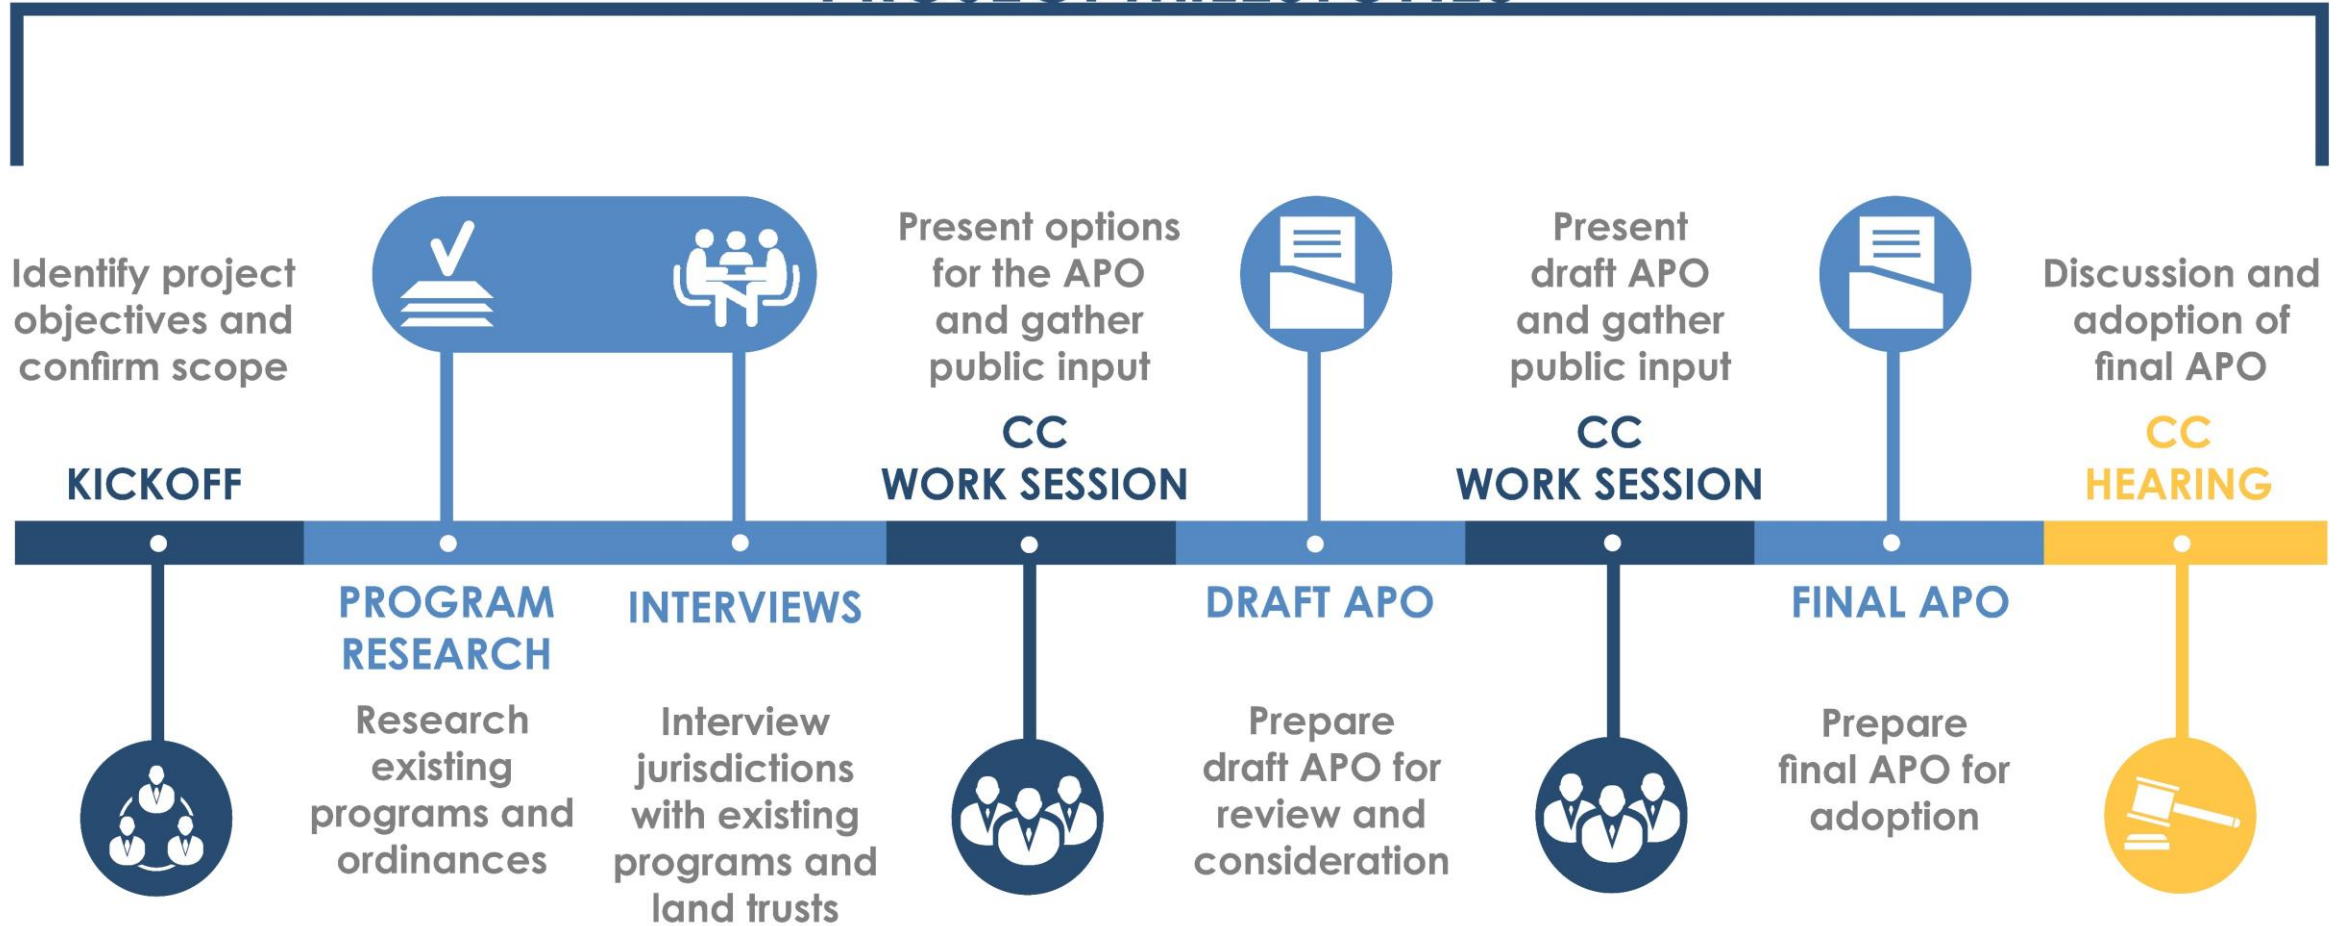 PROJECT MILESTONES
Identify project
objectives and
confirm scope
KICKOFF
PROGRAM
RESEARCH
Research
existing
programs and
ordinances
INTERVIEWS
Interview
jurisdictions
with existing
programs and
land trusts
Present options
for the APO
and gather
public input
CC
WORK SESSION
DRAFT APO
Prepare
draft APO for
review and
consideration
Present
draft APO
and gather
public input
CC
WORK SESSION
FINAL APO
Prepare
final APO for
adoption
Discussion and
adoption of
final APO
CC
HEARING